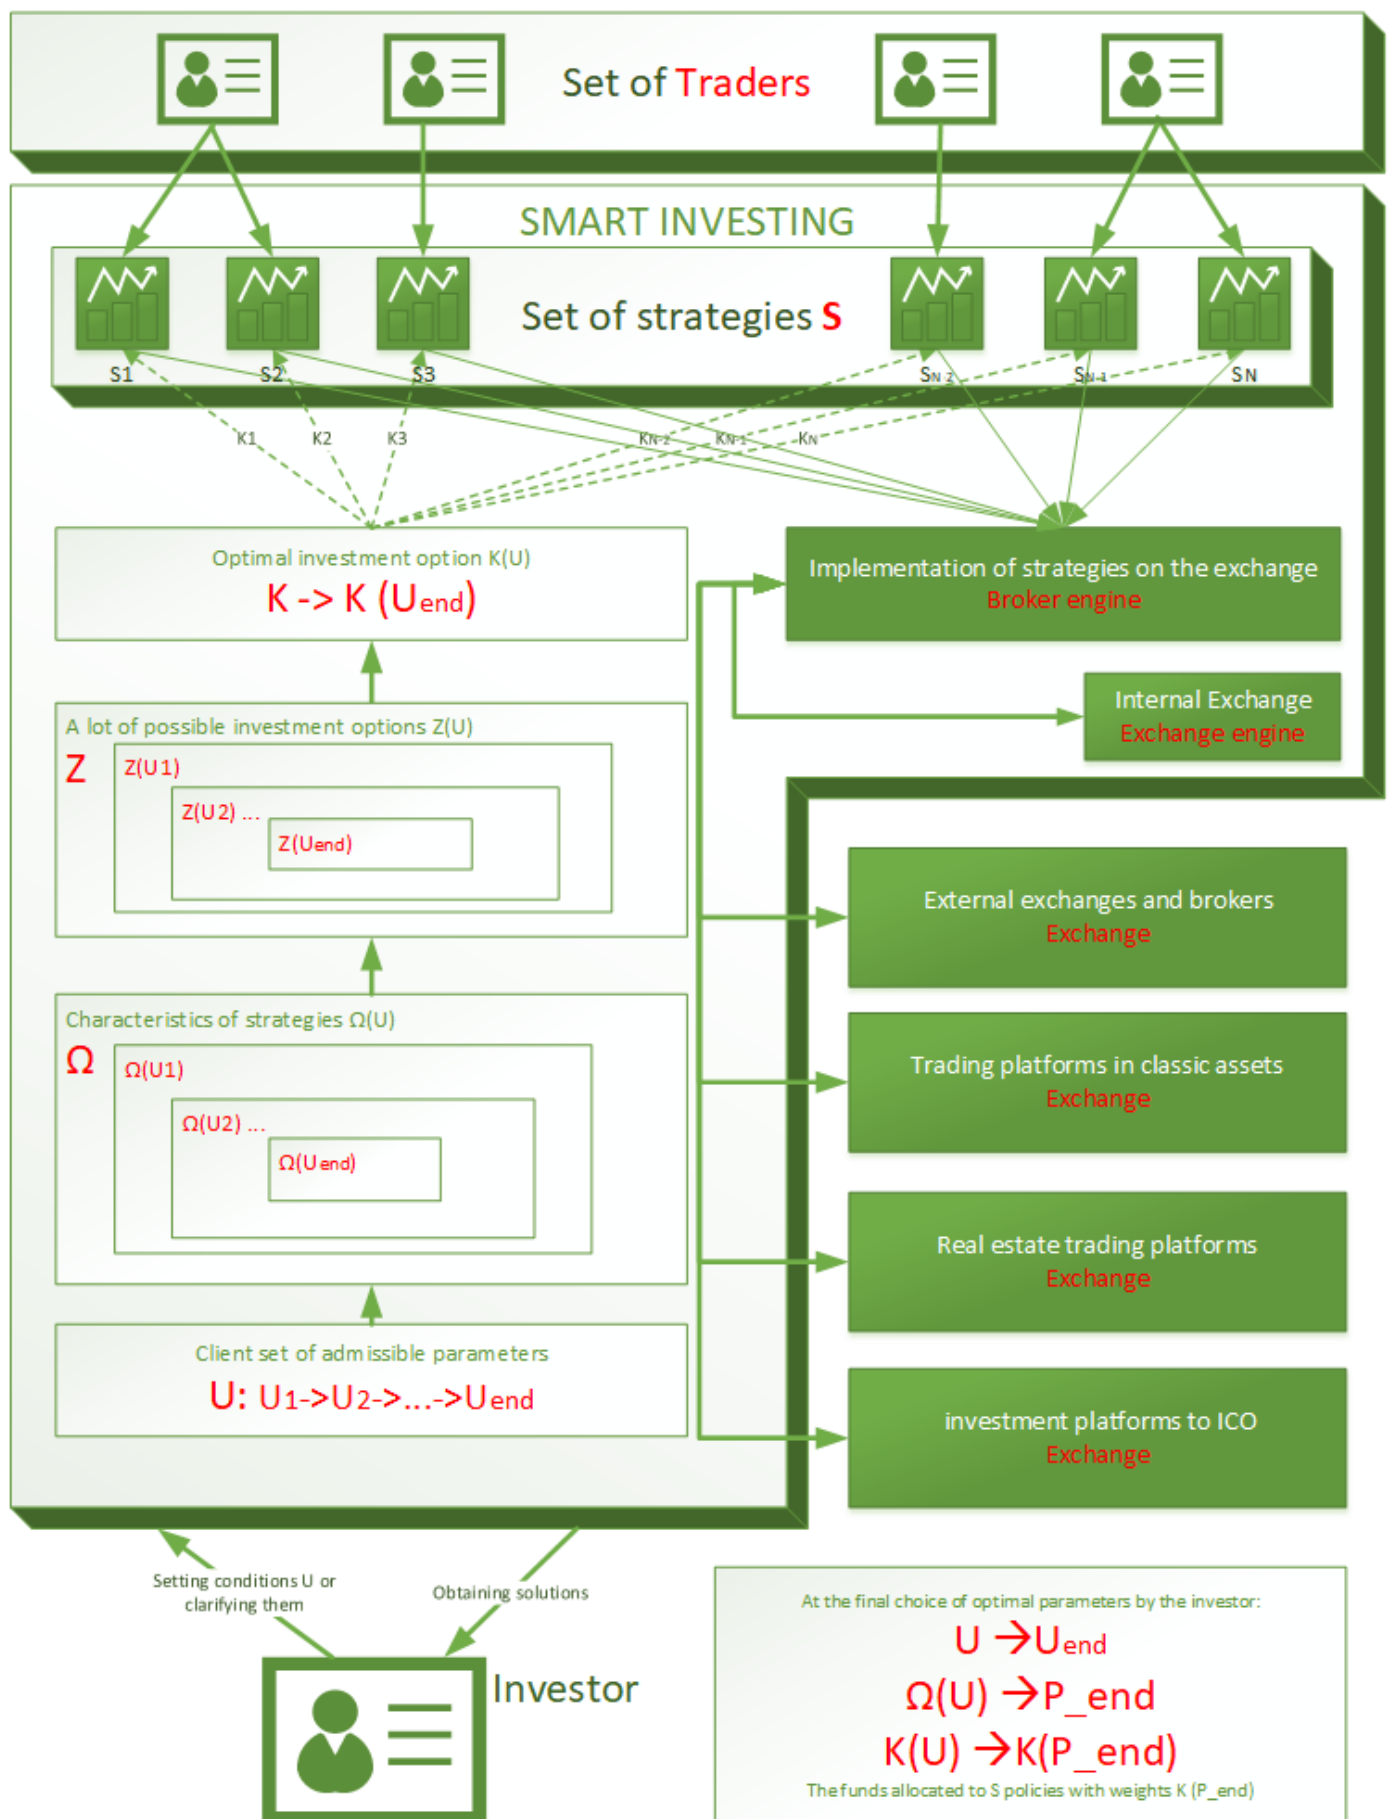 Set of Traders
SMART INVESTING
Set of strategies S
S1
S2
S3
SN-2
SN-1
SN
K1
K2
K3
KN-2
KN-1
KN
Optimal investment option K(U)
K -> K (Uend)
Implementation of strategies on the exchange
Broker engine
Internal Exchange
Exchange engine
A lot of possible investment options Z(U)
Z
Z(U1)
Z(U2) ...
Z(Uend)
External exchanges and brokers
Exchange
Characteristics of strategies Ω(U)
Ω
Ω(U1)
Ω(U2) ...
Ω(Uend)
Trading platforms in classic assets
Exchange
Real estate trading platforms
Exchange
Client set of admissible parameters
U: U1->U2->...->Uend
investment platforms to ICO
Exchange
Setting conditions U or
clarifying them
Obtaining solutions
Investor
At the final choice of optimal parameters by the investor:
U →Uend
Ω(U) →P_end
K(U) →K(P_end)
The funds allocated to S policies with weights K (P_end)